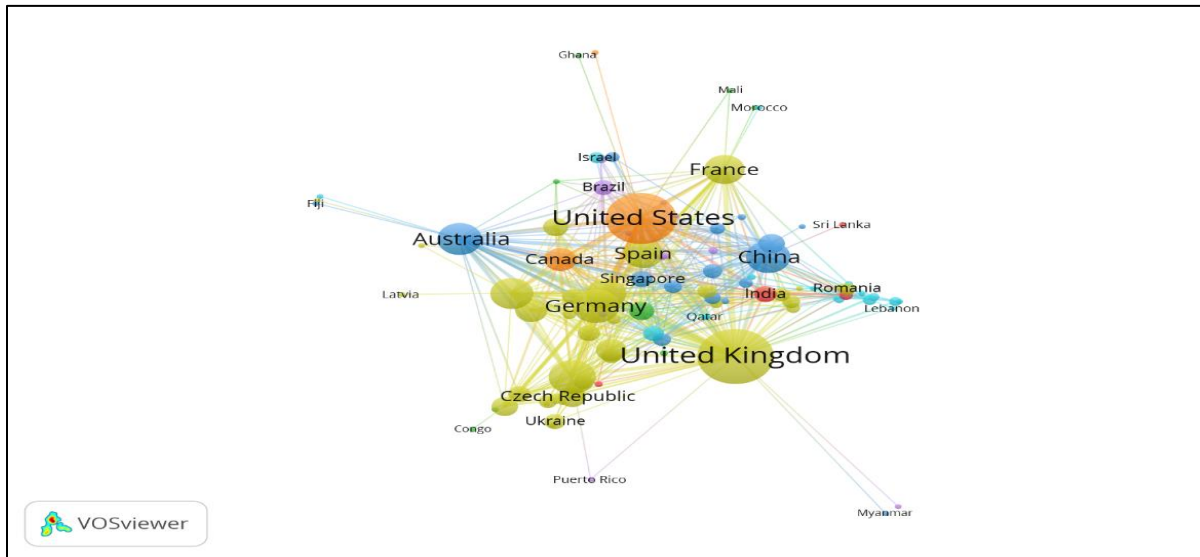 Ghana
Mali
Morocco
Israel
France
Brazil
Fiji
United States
Sri Lanka
Australia
Spain
China
Canada
Singapore
India
Romania
Latvia
Germany
Lebanon
Qatar
United Kingdom
Czech Republic
Ukraine
Congo
Puerto Rico
Myanmar
VOSviewer